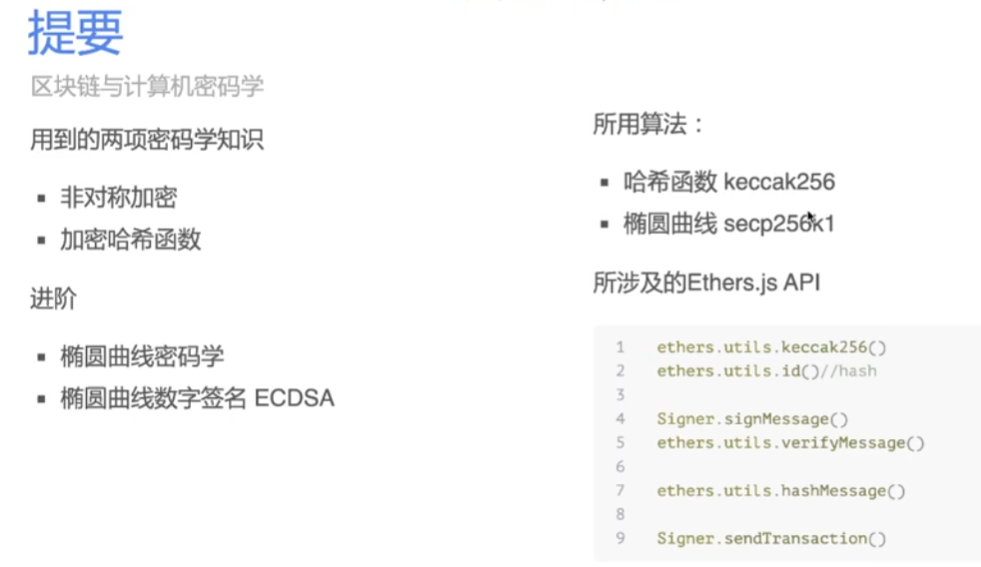 提要
区块链与计算机密码学
用到的两项密码学知识
▪ 非对称加密
▪ 加密哈希函数
进阶
▪ 椭圆曲线密码学
▪ 椭圆曲线数字签名 ECDSA
所用算法：
▪ 哈希函数 keccak256
▪ 椭圆曲线 secp256k1
所涉及的Ethers.js API
1 ethers.utils.keccak256()
2 ethers.utils.id()//hash
3
4 Signer.signMessage()
5 ethers.utils.verifyMessage()
6
7 ethers.utils.hashMessage()
8
9 Signer.sendTransaction()